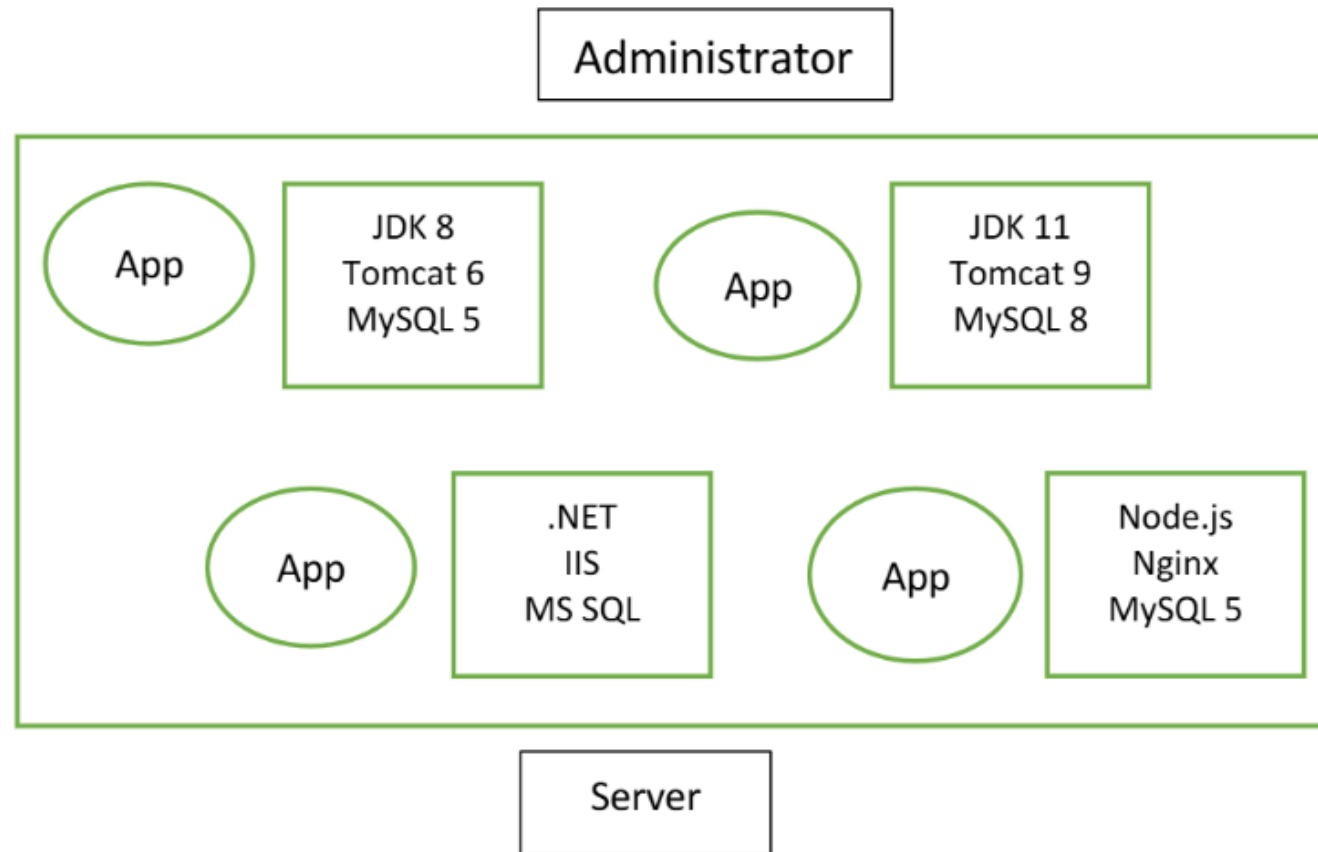 Administrator
App
JDK 8
Tomcat 6
MySQL 5
App
JDK 11
Tomcat 9
MySQL 8
App
.NET
IIS
MS SQL
App
Node.js
Nginx
MySQL 5
Server